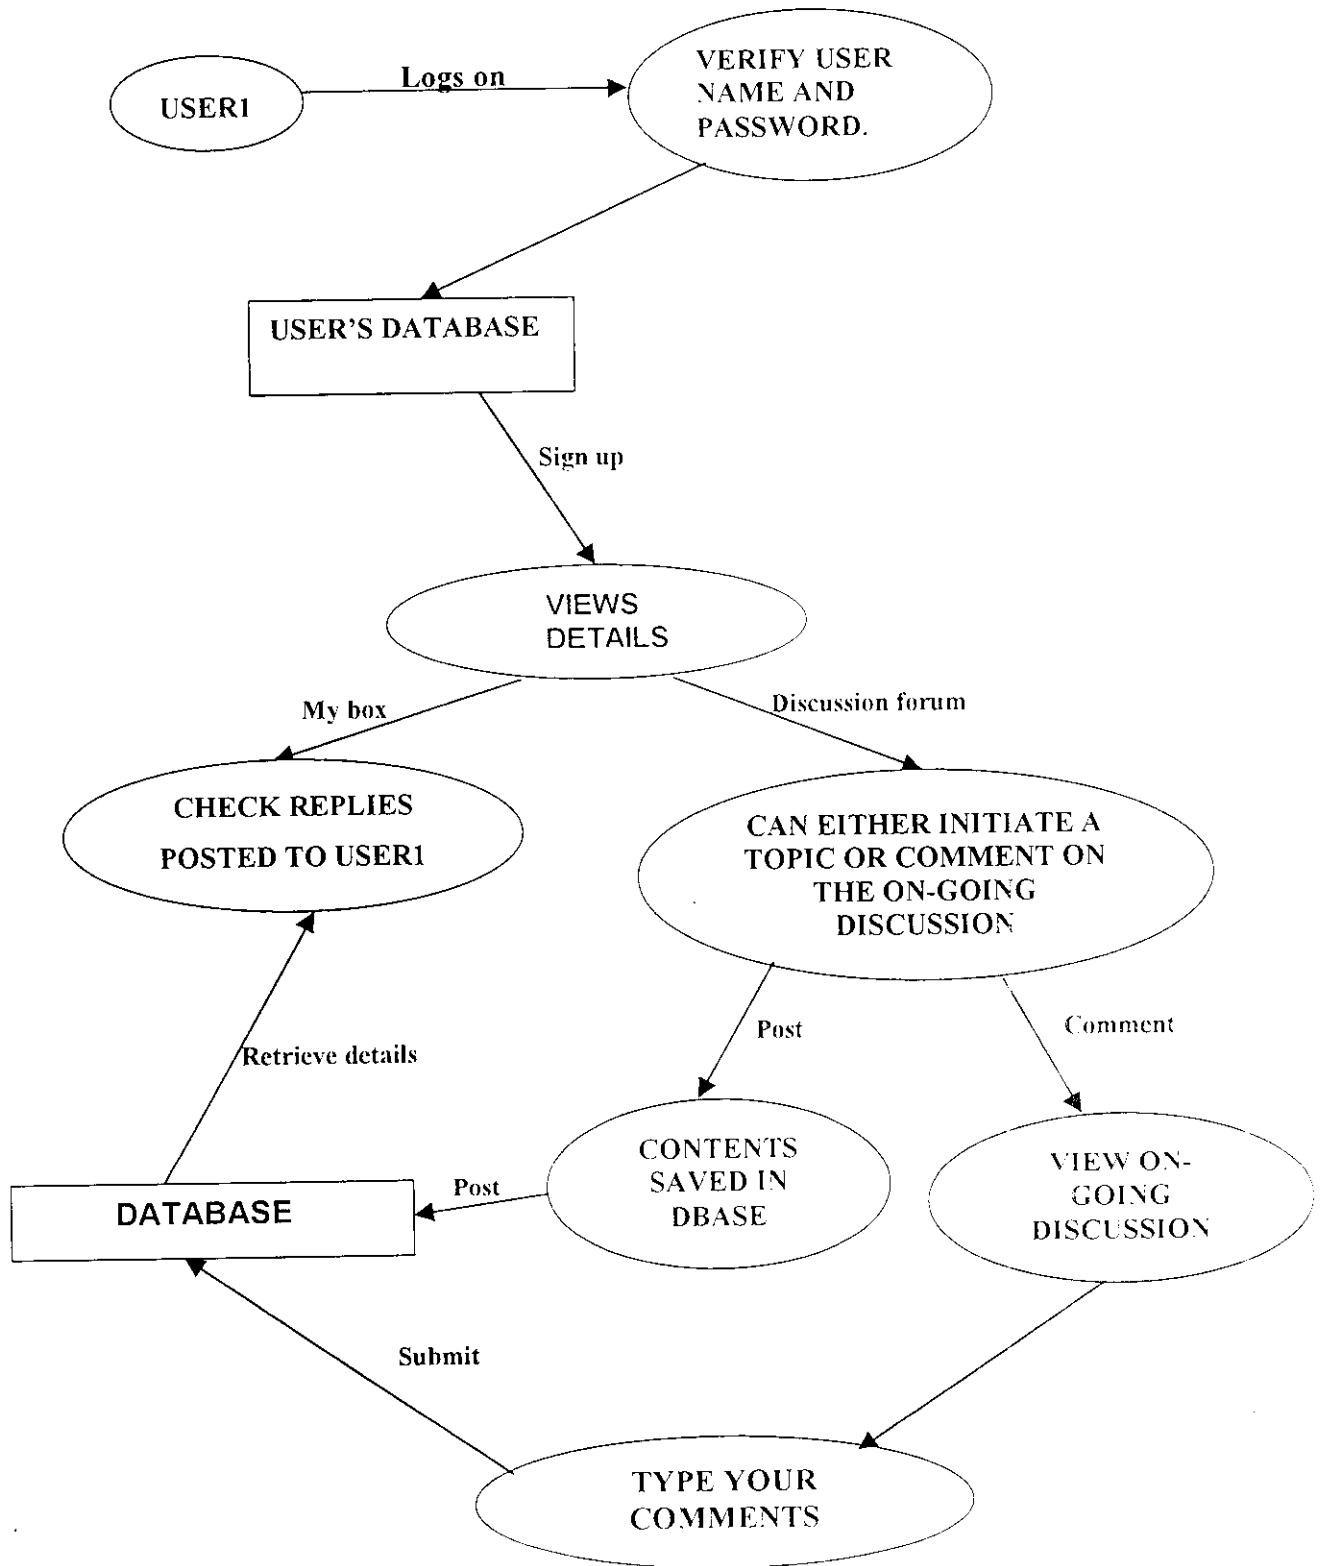 Logs on
VERIFY USER
NAME AND
PASSWORD.
USER1
USER'S DATABASE
Sign up
VIEWS
DETAILS
My box
Discussion forum
CHECK REPLIES
POSTED TO USER1
CAN EITHER INITIATE A
TOPIC OR COMMENT ON
THE ON-GOING
DISCUSSION
Post
Comment
Retrieve details
CONTENTS
SAVED IN
DBASE
VIEW ON-
GOING
DISCUSSION
Post
DATABASE
Submit
TYPE YOUR
COMMENTS